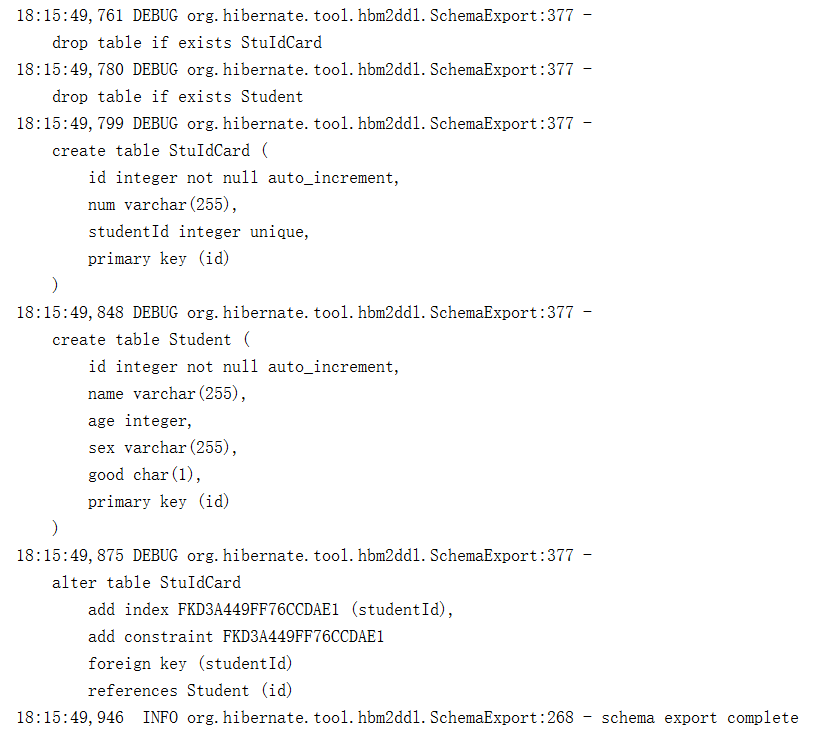 18:15:49,761 DEBUG org.hibernate.tool.hbm2ddl.SchemaExport:377 -
    drop table if exists StuIdCard
18:15:49,780 DEBUG org.hibernate.tool.hbm2ddl.SchemaExport:377 -
    drop table if exists Student
18:15:49,799 DEBUG org.hibernate.tool.hbm2ddl.SchemaExport:377 -
    create table StuIdCard (
        id integer not null auto_increment,
        num varchar(255),
        studentId integer unique,
        primary key (id)
    )
18:15:49,848 DEBUG org.hibernate.tool.hbm2ddl.SchemaExport:377 -
    create table Student (
        id integer not null auto_increment,
        name varchar(255),
        age integer,
        sex varchar(255),
        good char(1),
        primary key (id)
    )
18:15:49,875 DEBUG org.hibernate.tool.hbm2ddl.SchemaExport:377 -
    alter table StuIdCard
        add index FKD3A449FF76CCDAE1 (studentId),
        add constraint FKD3A449FF76CCDAE1
        foreign key (studentId)
        references Student (id)
18:15:49,946  INFO org.hibernate.tool.hbm2ddl.SchemaExport:268 - schema export complete